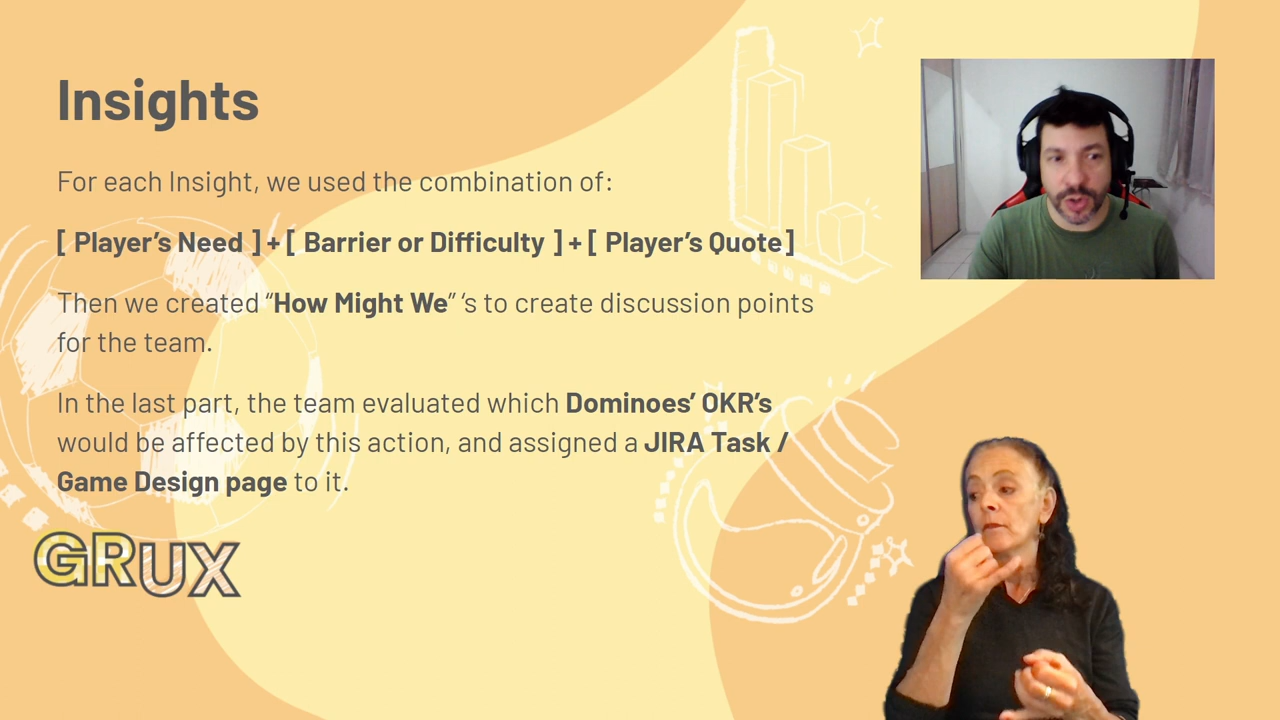 Insights
For each Insight, we used the combination of:
[ Player’s Need ] + [ Barrier or Difficulty ] + [ Player’s Quote]
Then we created “How Might We” ‘s to create discussion points
for the team.
In the last part, the team evaluated which Dominoes’ OKR’s
would be affected by this action, and assigned a JIRA Task /
Game Design page to it.
GRUX